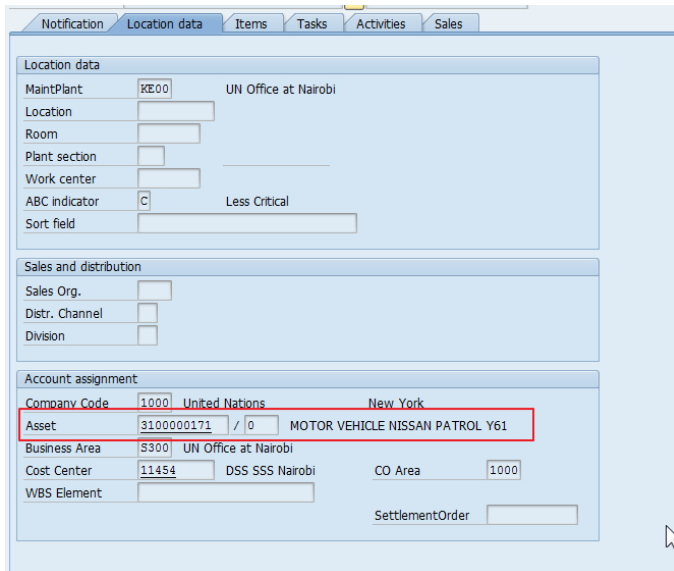 Notification Location data Items Tasks Activities Sales
Location data
MaintPlant KE00 UN Office at Nairobi
Location
Room
Plant section
Work center
ABC indicator C Less Critical
Sort field
Sales and distribution
Sales Org.
Distr. Channel
Division
Account assignment
Company Code 1000 United Nations New York
Asset 3100000171 / 0 MOTOR VEHICLE NISSAN PATROL Y61
Business Area S300 UN Office at Nairobi
Cost Center 11454 DSS SSS Nairobi CO Area 1000
WBS Element
SettlementOrder